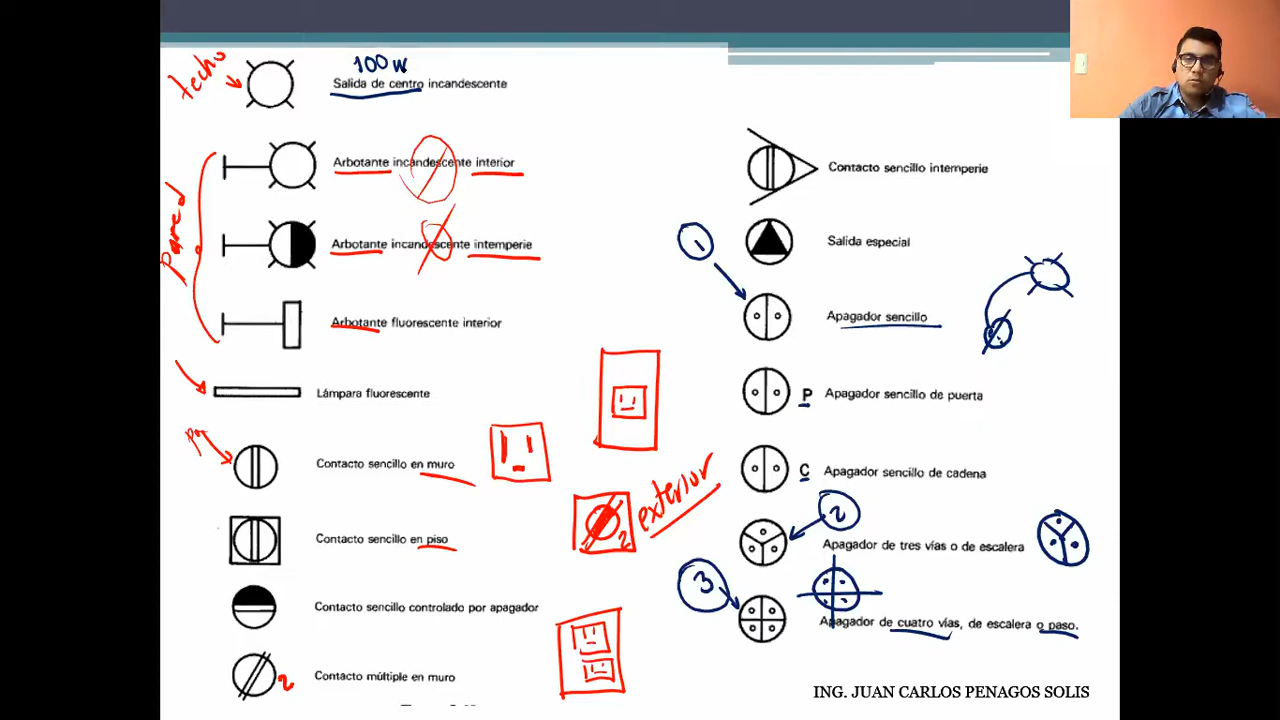 techo
100 W
Salida de centro incandescente
pared
Arbotante incandescente interior
Arbotante incandescente intemperie
Arbotante fluorescente interior
Lámpara fluorescente
Contacto sencillo en muro
Contacto sencillo en piso
2
exterior
Contacto sencillo controlado por apagador
2
Contacto múltiple en muro
Contacto sencillo intemperie
1
Salida especial
Apagador sencillo
P Apagador sencillo de puerta
C Apagador sencillo de cadena
2
Apagador de tres vías o de escalera
3
Apagador de cuatro vías, de escalera o paso.
ING. JUAN CARLOS PENAGOS SOLIS